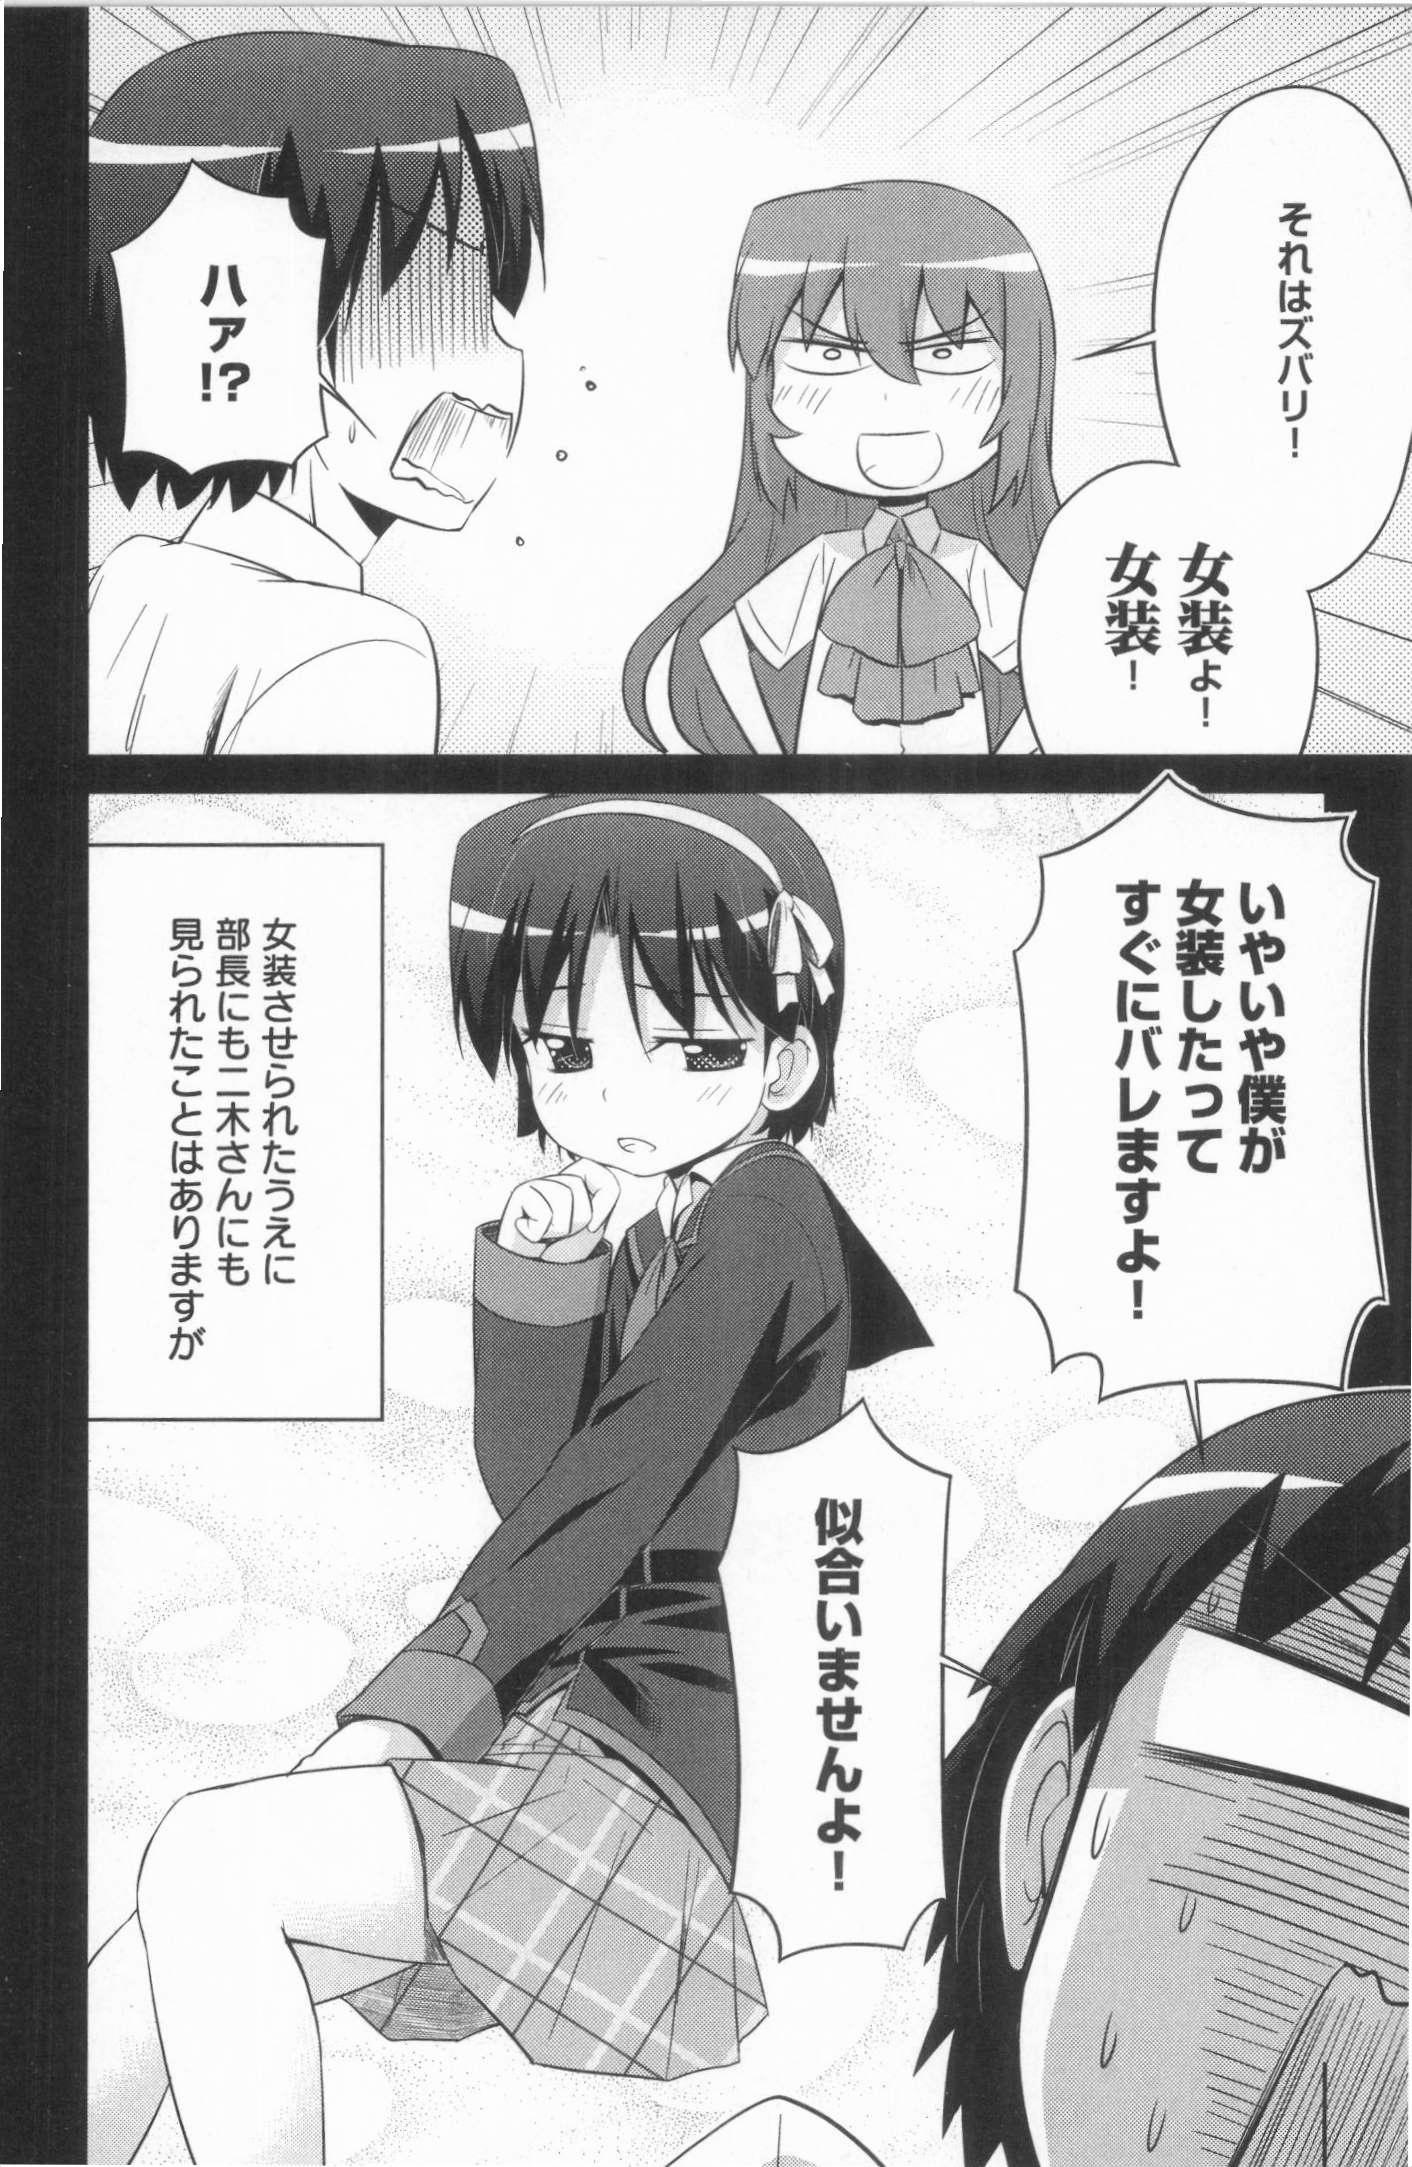 それはズバリ！
女装ょ！
女装！
ハァ
!?
いやいや僕が
女装したって
すぐにバレますよ！
似合いませんよ！
女装させられたうえに
部長にも二木さんにも
見られたことはありますが